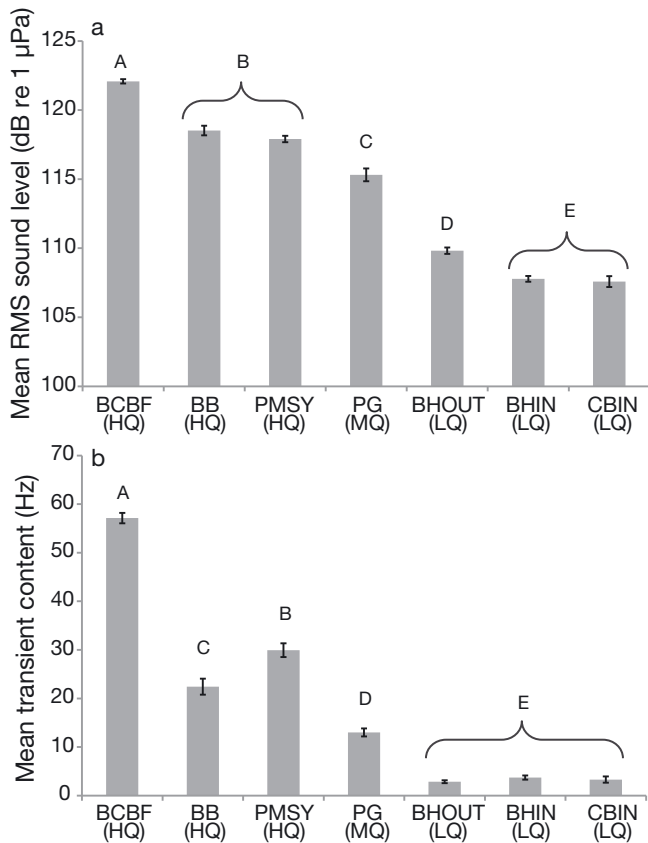 a
Mean RMS sound level (dB re 1 µPa)
125
120
115
110
105
100
A
B
C
D
E
BCBF BB PMSY PG BHOUT BHIN CBIN
(HQ) (HQ) (HQ) (MQ) (LQ) (LQ) (LQ)
b
Mean transient content (Hz)
70
60
50
40
30
20
10
0
A
C
B
D
E
BCBF BB PMSY PG BHOUT BHIN CBIN
(HQ) (HQ) (HQ) (MQ) (LQ) (LQ) (LQ)